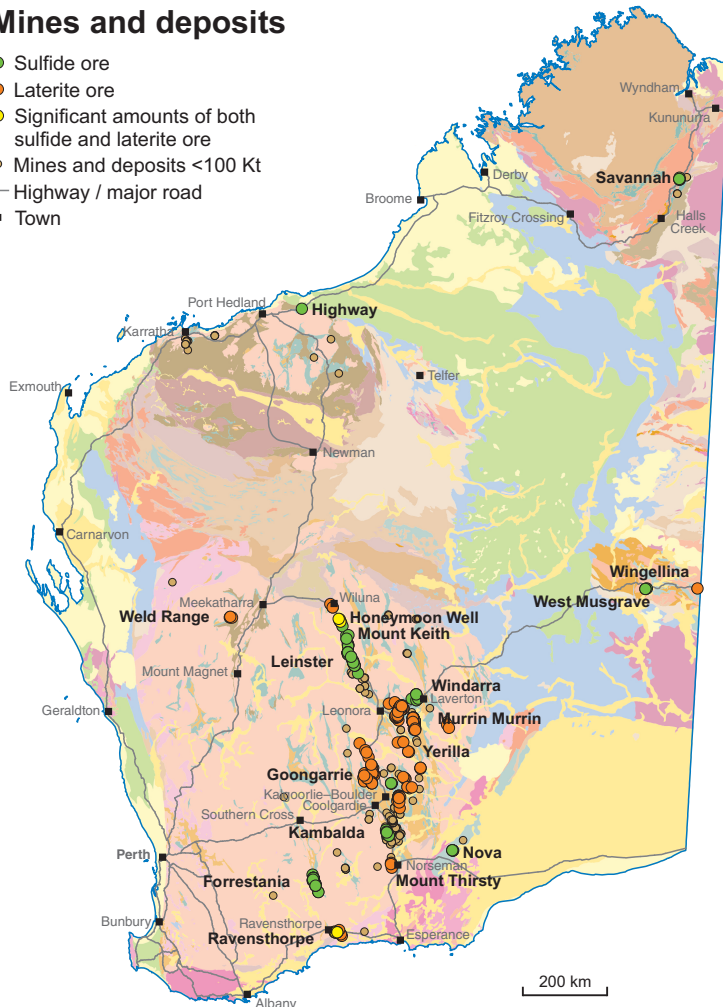 Mines and deposits
Sulfide ore
Laterite ore
Significant amounts of both
sulfide and laterite ore
Mines and deposits <100 Kt
Highway / major road
Town
Wyndham
Kununurra
Savannah
Derby
Broome
Fitzroy Crossing
Halls
Creek
Port Hedland
Highway
Karratha
Telfer
Exmouth
Newman
Carnarvon
Wingellina
West Musgrave
Meekatharra
Wiluna
Weld Range
Honeymoon Well
Mount Keith
Leinster
Mount Magnet
Windarra
Laverton
Geraldton
Leonora
Murrin Murrin
Yerilla
Goongarrie
Kalgoorlie–Boulder
Coolgardie
Southern Cross
Kambalda
Perth
Nova
Norseman
Mount Thirsty
Forrestania
Bunbury
Ravensthorpe
Ravensthorpe
Esperance
200 km
Albany